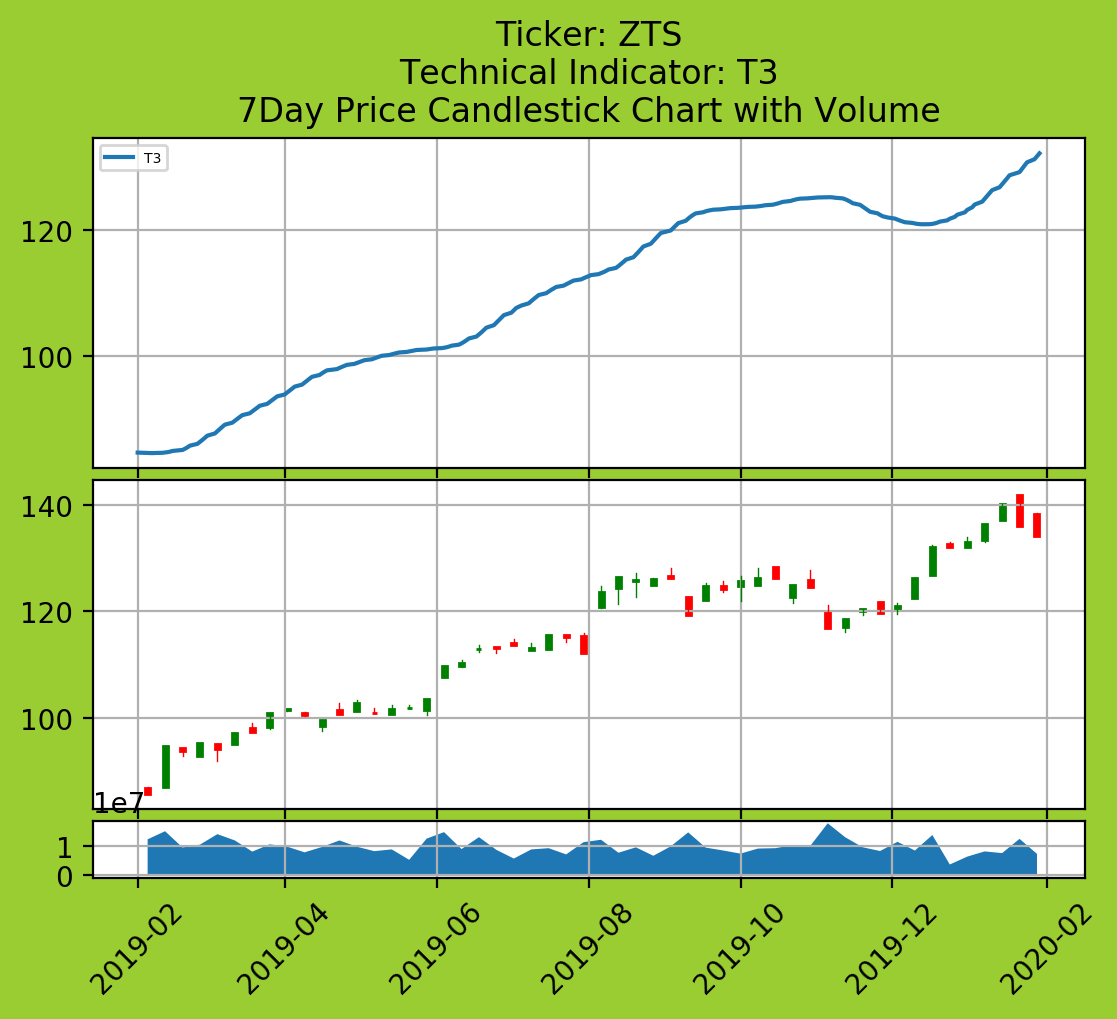 Ticker: ZTS
Technical Indicator: T3
7Day Price Candlestick Chart with Volume
T3
120
100
140
120
100
1e7
1
0
2019-02
2019-04
2019-06
2019-08
2019-10
2019-12
2020-02